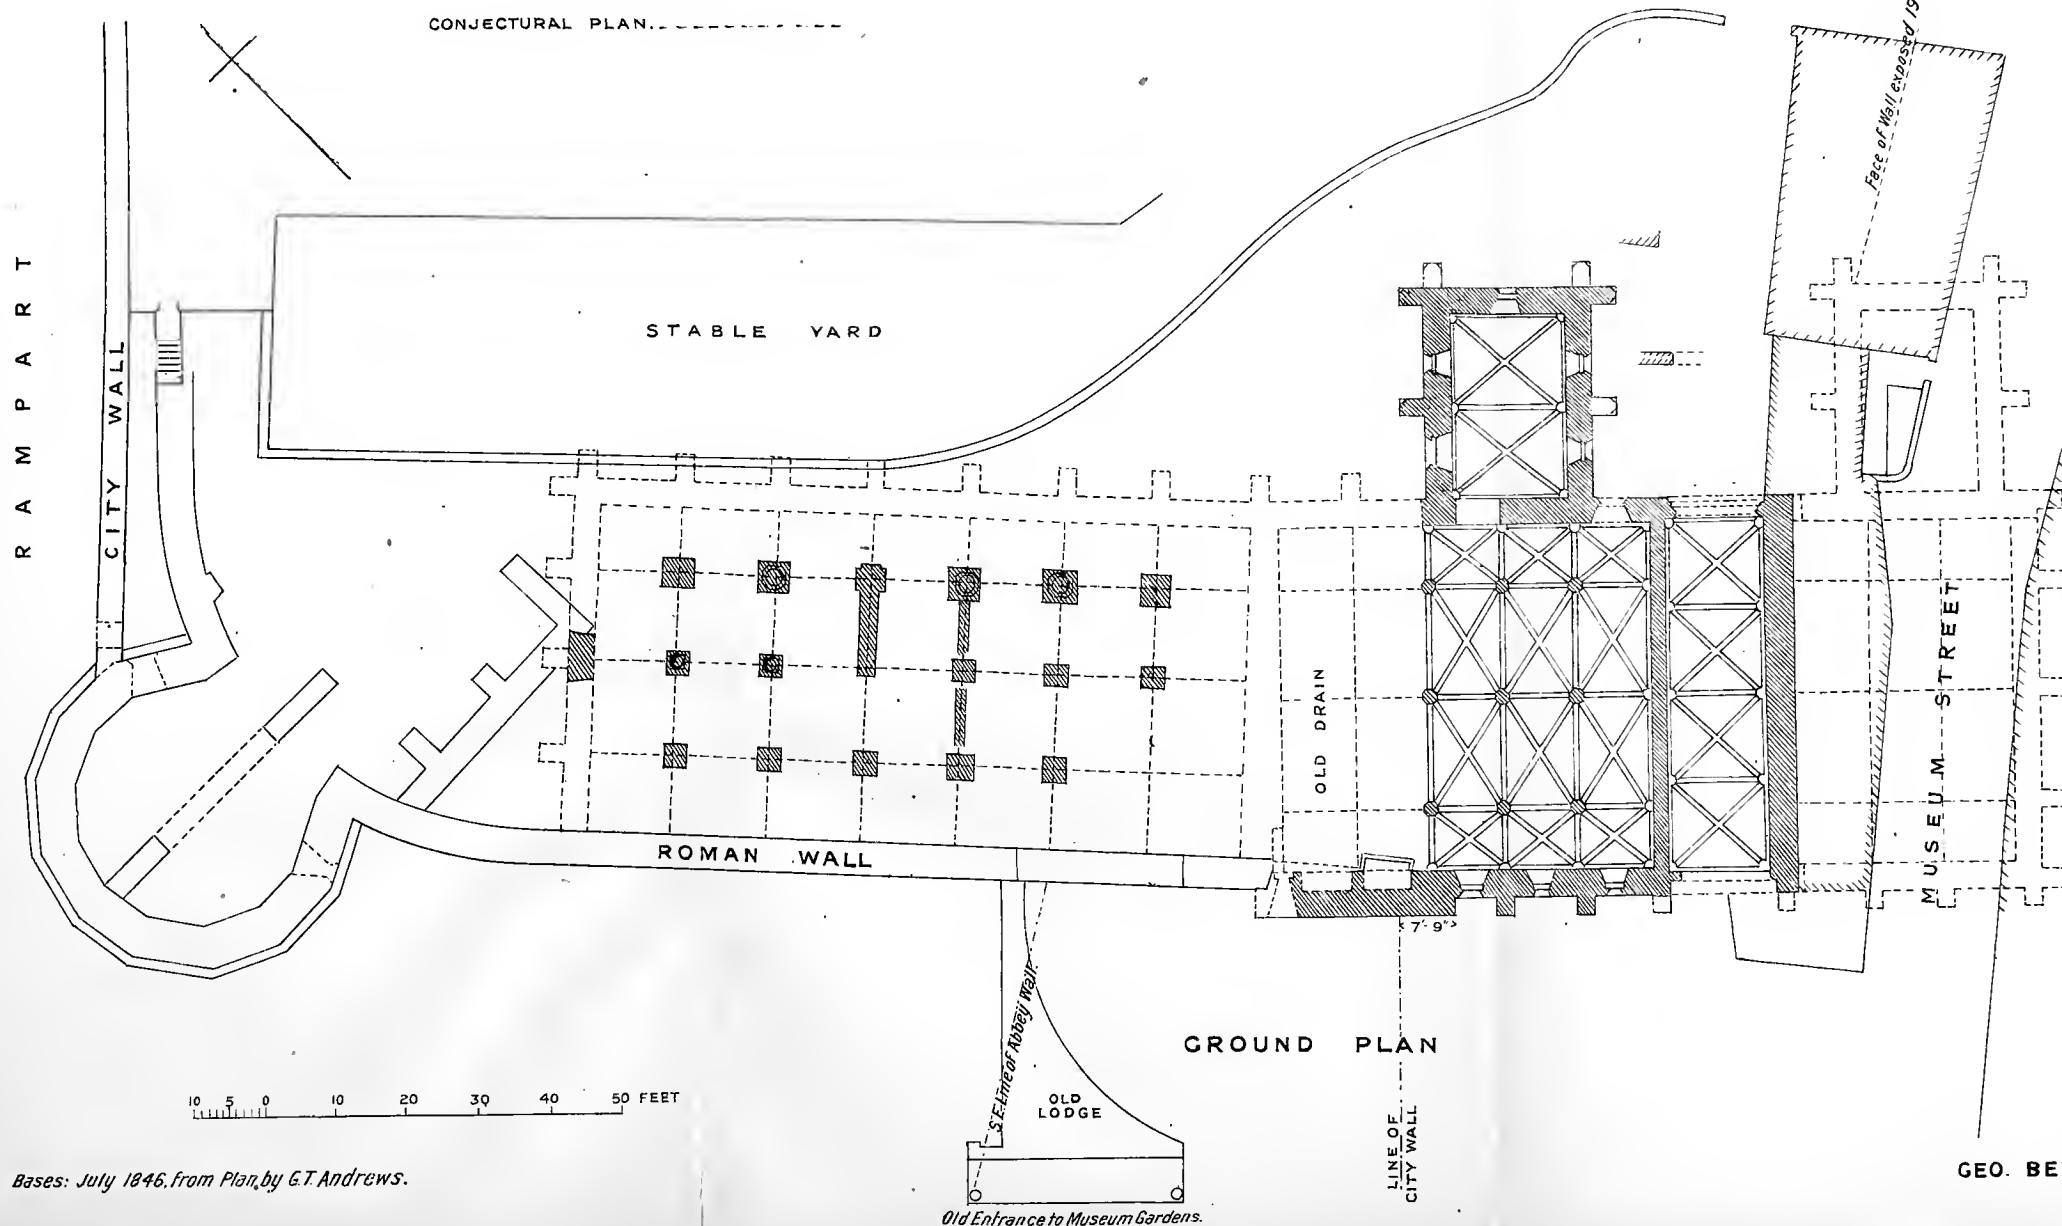 CONJECTURAL PLAN
Face of Wall exposed 19
RAMPART
CITY WALL
STABLE YARD
OLD DRAIN
MUSEUM STREET
ROMAN WALL
7'-9"
S.E. Line of Abbey Wall.
GROUND PLAN
10 5 0 10 20 30 40 50 FEET
OLD
LODGE
LINE OF
CITY WALL
Bases: July 1846, from Plan, by G.T. Andrews.
GEO. BE
Old Entrance to Museum Gardens.